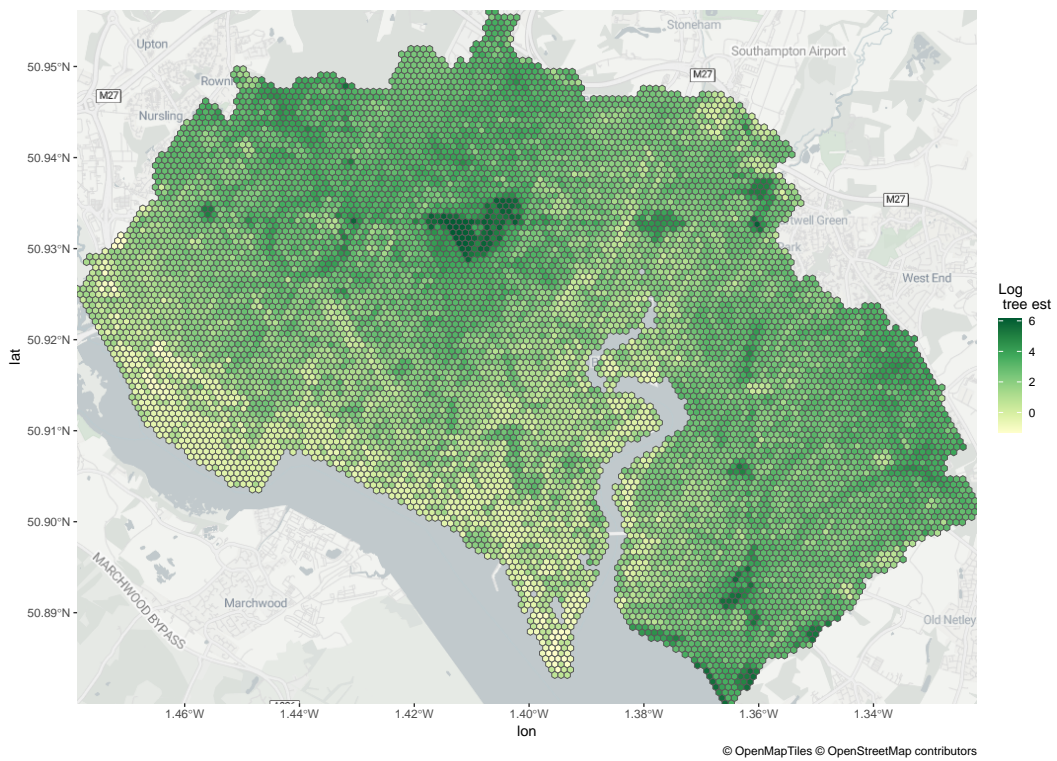 Upton
Stoneham
Southampton Airport
M27
Rown
M27
Nursling
M27
twell Green
ark
West End
MARCHWOOD BYPASS
Marchwood
Old Netley
50.95°N
50.94°N
50.93°N
50.92°N
50.91°N
50.90°N
50.89°N
lat
1.46°W
1.44°W
1.42°W
1.40°W
1.38°W
1.36°W
1.34°W
lon
Log
tree est
6
4
2
0
© OpenMapTiles © OpenStreetMap contributors